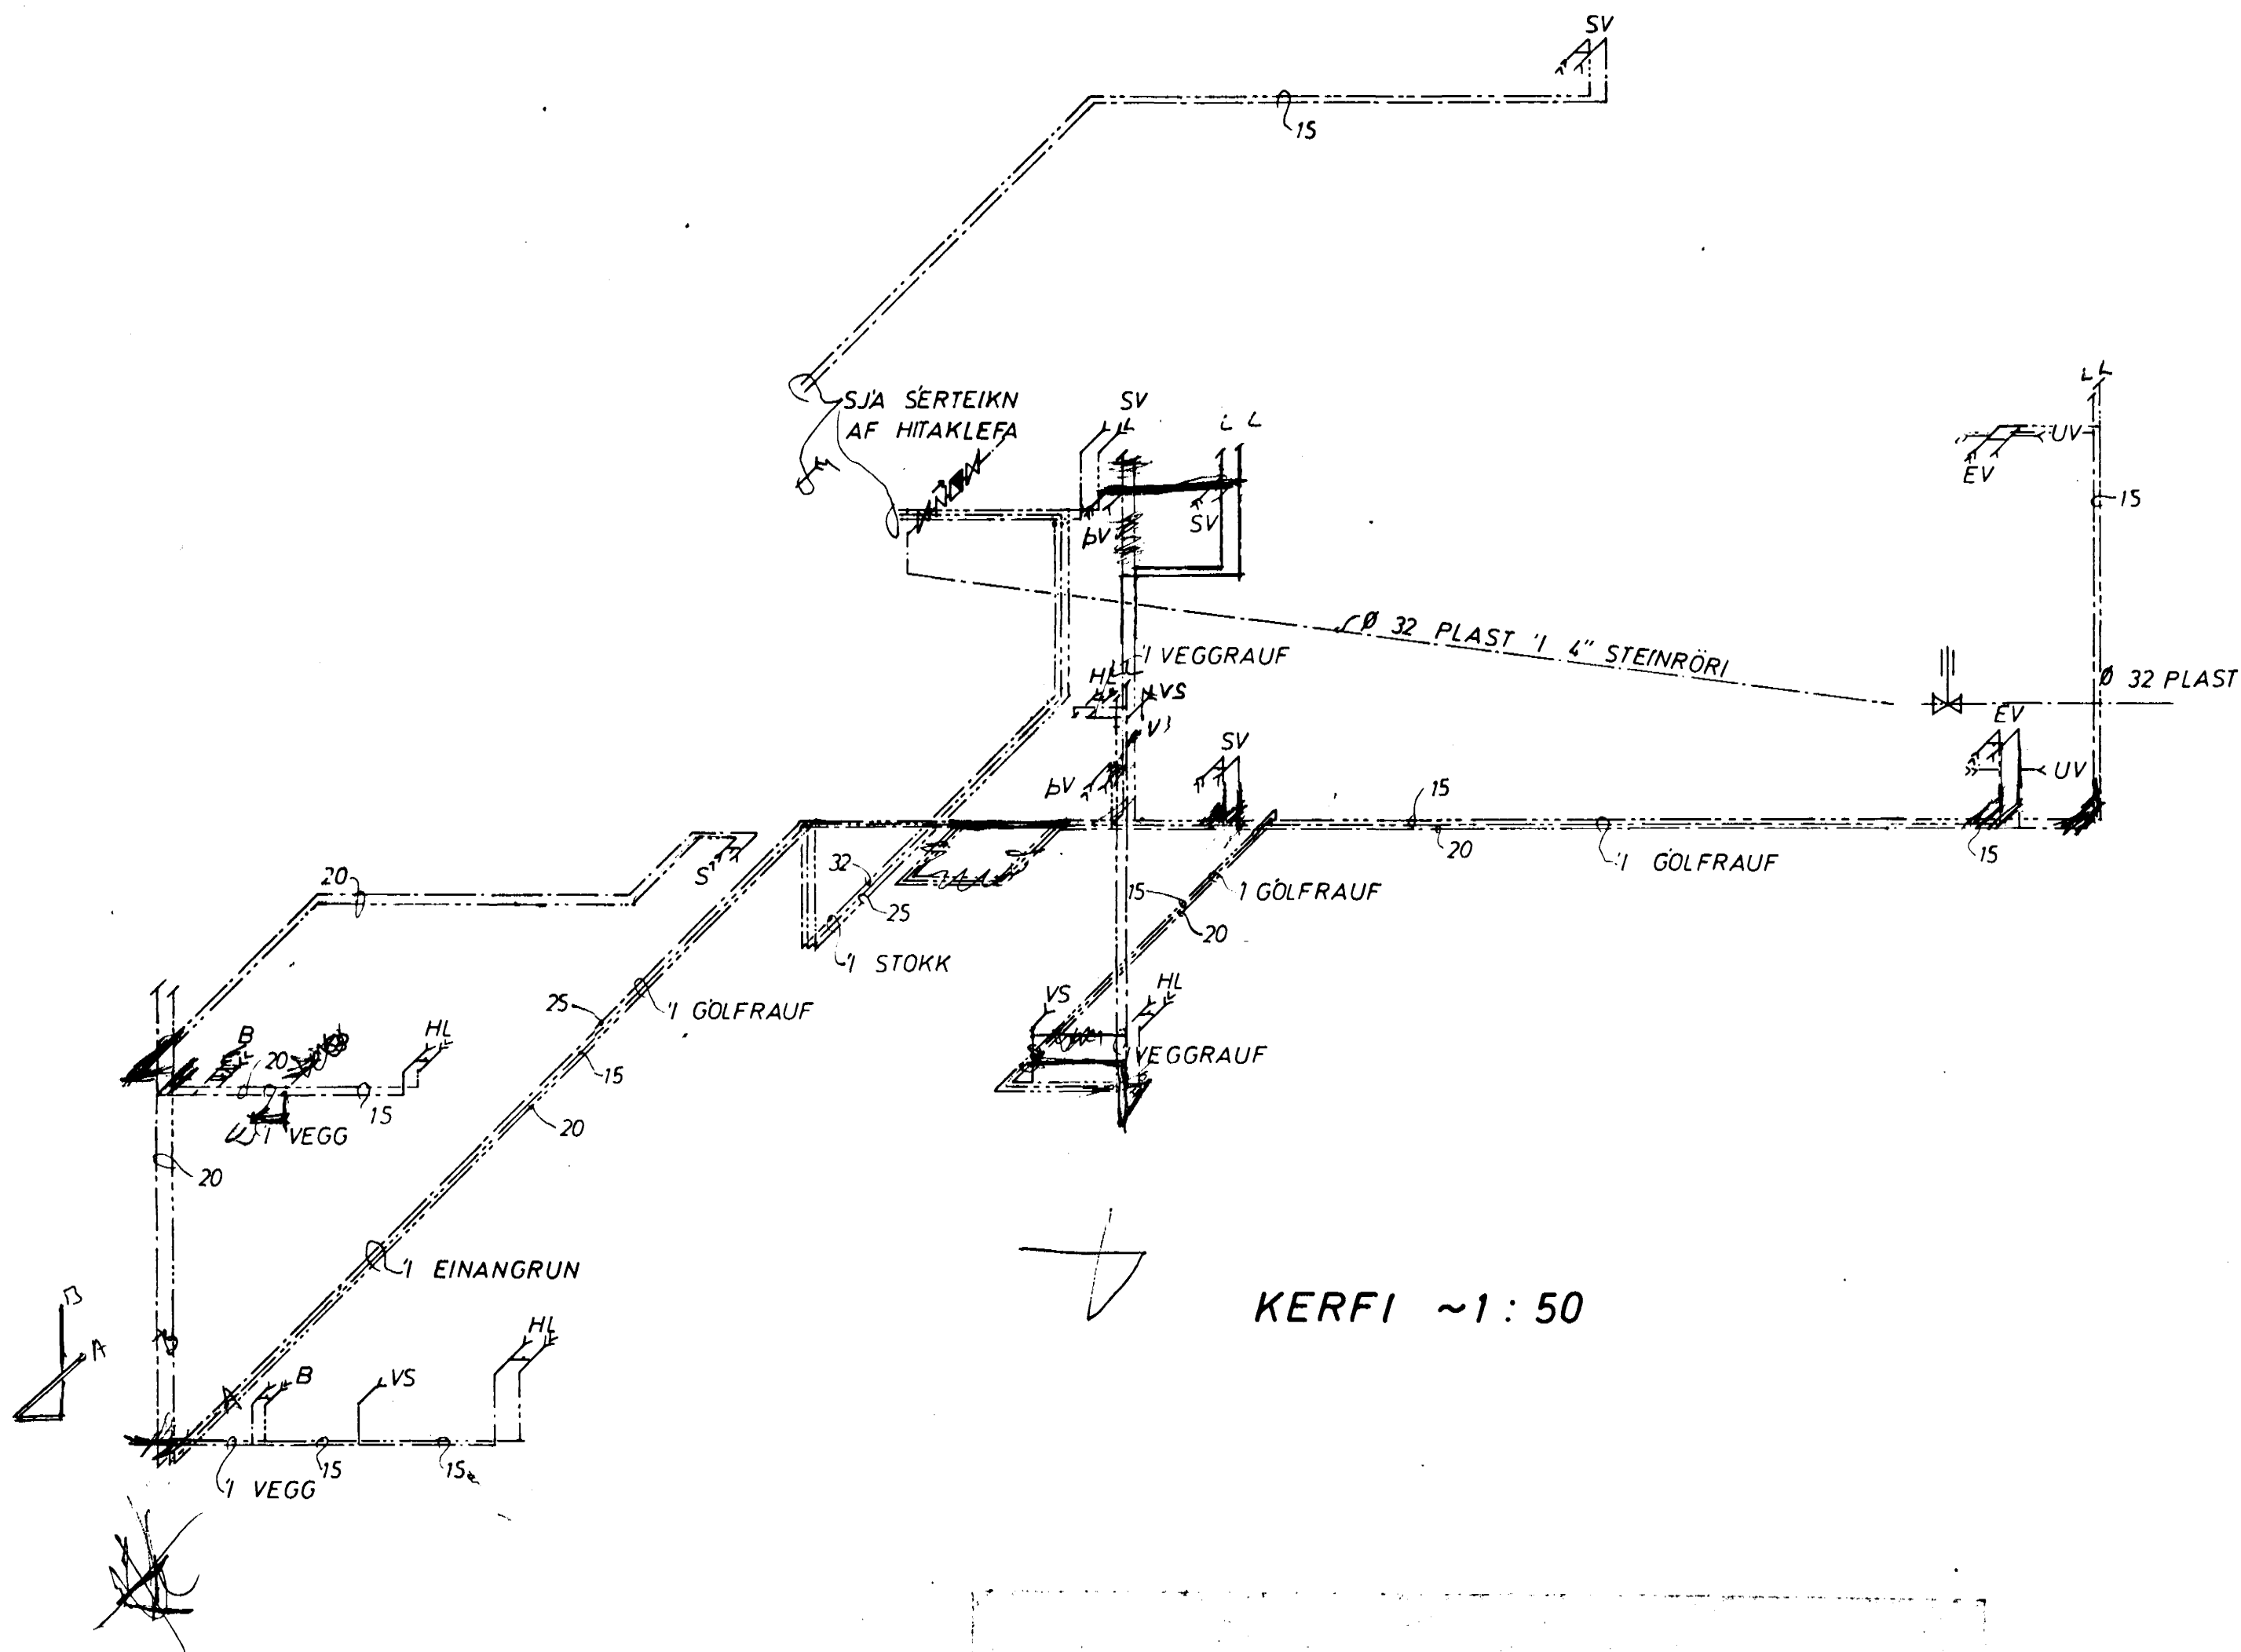 SV
15
SJÁ SÉRTEIKN
AF HITAKLEFA
SV
L L
L L
UV
EV
15
SV
ÞV
Ø 32 PLAST Í 4" STEINRÖRI
Í VEGGRAUF
HL
VS
Ø 32 PLAST
EV
SV
UV
ÞV
15
20
Í GÓLFRAUF
15
S
20
32
25
15
20
Í GÓLFRAUF
Í STOKK
25
Í GÓLFRAUF
VS
HL
B
20
HL
15
15
VEGGRAUF
Í VEGG
20
20
Í EINANGRUN
B
A
HL
KERFI ~1:50
B
VS
15
15
Í VEGG